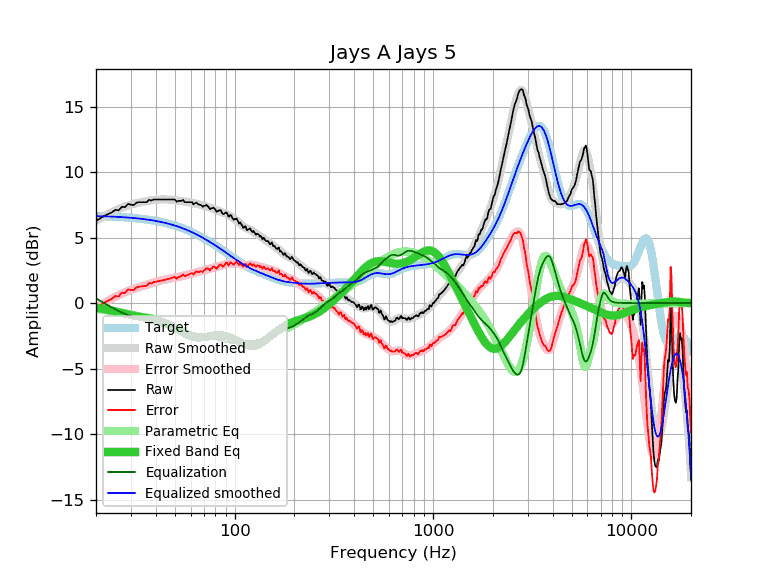 Jays A Jays 5
15
10
5
0
−5
−10
−15
Amplitude (dBr)
Target
Raw Smoothed
Error Smoothed
Raw
Error
Parametric Eq
Fixed Band Eq
Equalization
Equalized smoothed
100
1000
10000
Frequency (Hz)